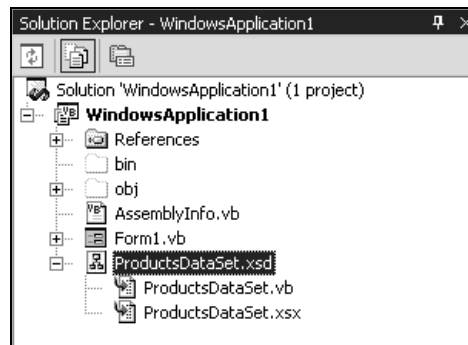 Solution Explorer - WindowsApplication1
Solution 'WindowsApplication1' (1 project)
WindowsApplication1
References
bin
obj
AssemblyInfo.vb
Form1.vb
ProductsDataSet.xsd
ProductsDataSet.vb
ProductsDataSet.xsx